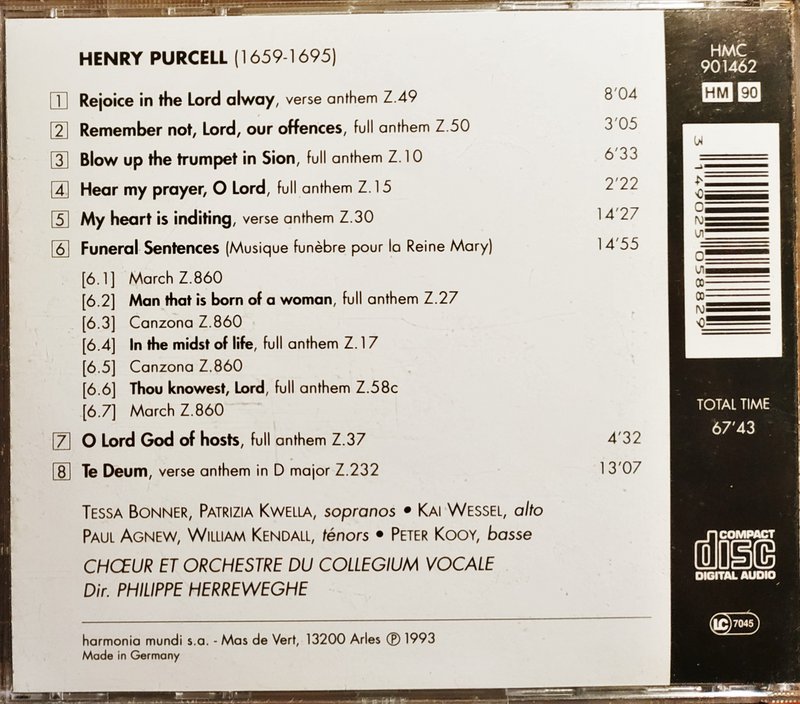 HENRY PURCELL (1659-1695)
1 Rejoice in the Lord alway, verse anthem Z.49 8'04
2 Remember not, Lord, our offences, full anthem Z.50 3'05
3 Blow up the trumpet in Sion, full anthem Z.10 6'33
4 Hear my prayer, O Lord, full anthem Z.15 2'22
5 My heart is inditing, verse anthem Z.30 14'27
6 Funeral Sentences (Musique funèbre pour la Reine Mary) 14'55
[6.1] March Z.860
[6.2] Man that is born of a woman, full anthem Z.27
[6.3] Canzona Z.860
[6.4] In the midst of life, full anthem Z.17
[6.5] Canzona Z.860
[6.6] Thou knowest, Lord, full anthem Z.58c
[6.7] March Z.860
7 O Lord God of hosts, full anthem Z.37 4'32
8 Te Deum, verse anthem in D major Z.232 13'07
TESSA BONNER, PATRIZIA KWELLA, sopranos • KAI WESSEL, alto
PAUL AGNEW, WILLIAM KENDALL, ténors • PETER KOOY, basse
CHŒUR ET ORCHESTRE DU COLLEGIUM VOCALE
Dir. PHILIPPE HERREWEGHE
harmonia mundi s.a. - Mas de Vert, 13200 Arles ℗ 1993
Made in Germany
HMC
901462
HM 90
3 149025 058829
TOTAL TIME
67'43
COMPACT
disc
DIGITAL AUDIO
LC 7045